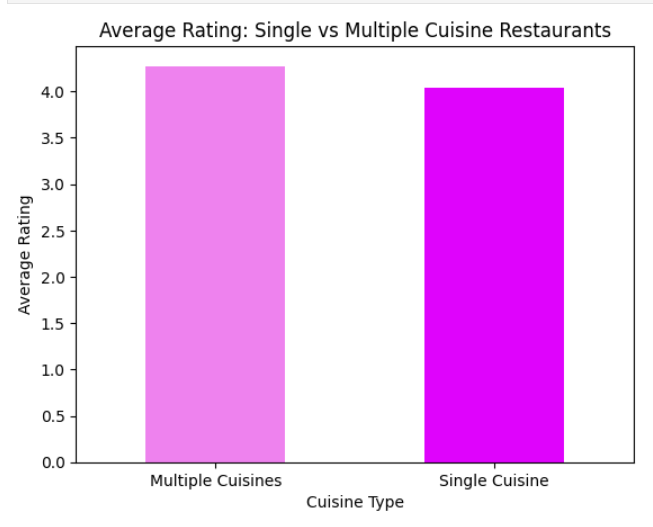 Average Rating: Single vs Multiple Cuisine Restaurants
Average Rating
4.0
3.5
3.0
2.5
2.0
1.5
1.0
0.5
0.0
Multiple Cuisines
Single Cuisine
Cuisine Type